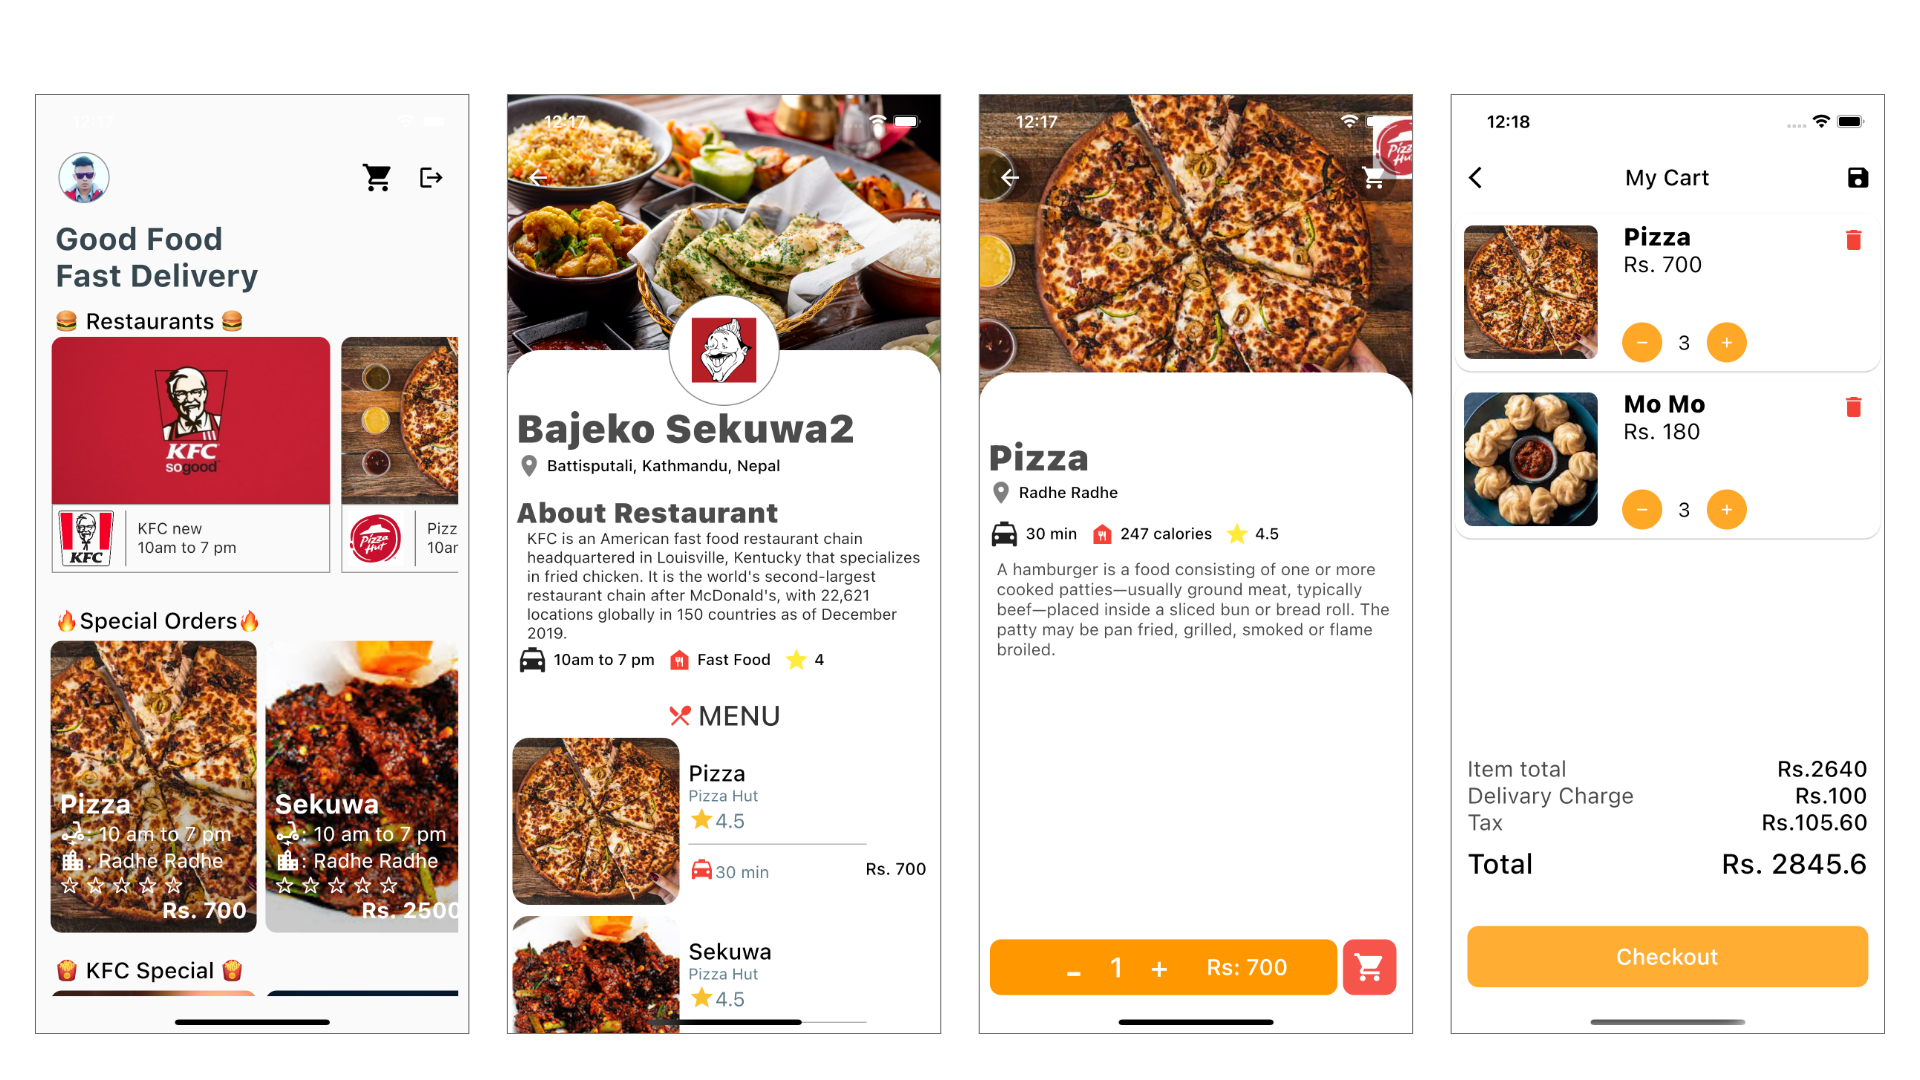 12:17
Good Food
Fast Delivery
🍔 Restaurants 🍔
KFC
so good
KFC
KFC new
10am to 7 pm
Pizza
Hut
Pizz
10ar
🔥Special Orders🔥
Pizza
: 10 am to 7 pm
: Radhe Radhe
Rs. 700
Sekuwa
: 10 am to 7 pm
: Radhe Radhe
Rs. 2500
🍟 KFC Special 🍟
12:17
Bajeko Sekuwa2
Battisputali, Kathmandu, Nepal
About Restaurant
KFC is an American fast food restaurant chain
headquartered in Louisville, Kentucky that specializes
in fried chicken. It is the world's second-largest
restaurant chain after McDonald's, with 22,621
locations globally in 150 countries as of December
2019.
10am to 7 pm Fast Food 4
MENU
Pizza
Pizza Hut
4.5
30 min
Rs. 700
Sekuwa
Pizza Hut
4.5
12:17
Pizza
Hu
Pizza
Radhe Radhe
30 min 247 calories 4.5
A hamburger is a food consisting of one or more
cooked patties—usually ground meat, typically
beef—placed inside a sliced bun or bread roll. The
patty may be pan fried, grilled, smoked or flame
broiled.
- 1 + Rs: 700
12:18
My Cart
Pizza
Rs. 700
- 3 +
Mo Mo
Rs. 180
- 3 +
Item total Rs.2640
Delivary Charge Rs.100
Tax Rs.105.60
Total Rs. 2845.6
Checkout